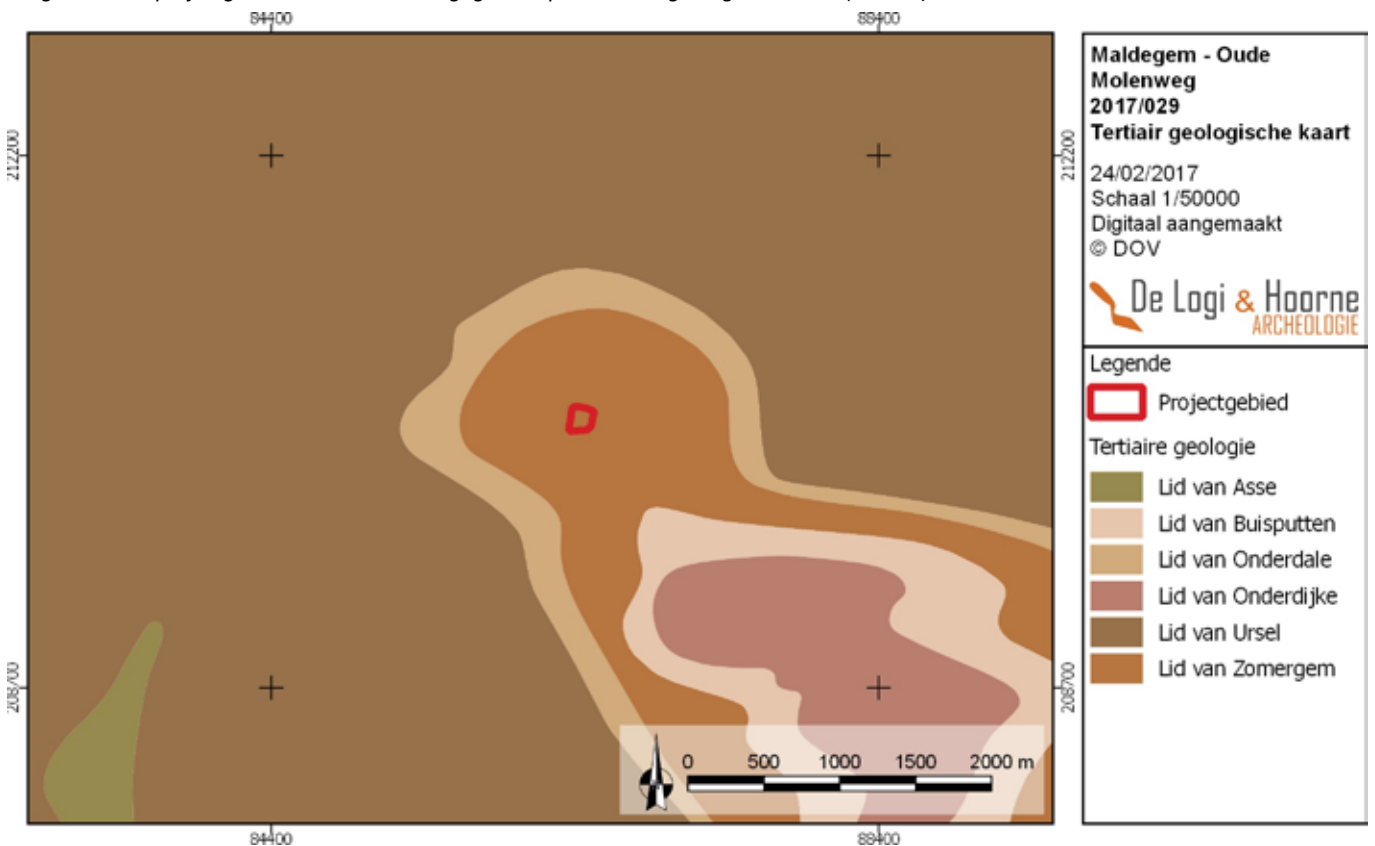 84400 88400
212200 212200
208700 208700
84400 88400
0 500 1000 1500 2000 m
Maldegem - Oude
Molenweg
2017/029
Tertiair geologische kaart
24/02/2017
Schaal 1/50000
Digitaal aangemaakt
© DOV
De Logi & Hoorne
ARCHEOLOGIE
Legende
Projectgebied
Tertiaire geologie
Lid van Asse
Lid van Buisputten
Lid van Onderdale
Lid van Onderdijke
Lid van Ursel
Lid van Zomergem